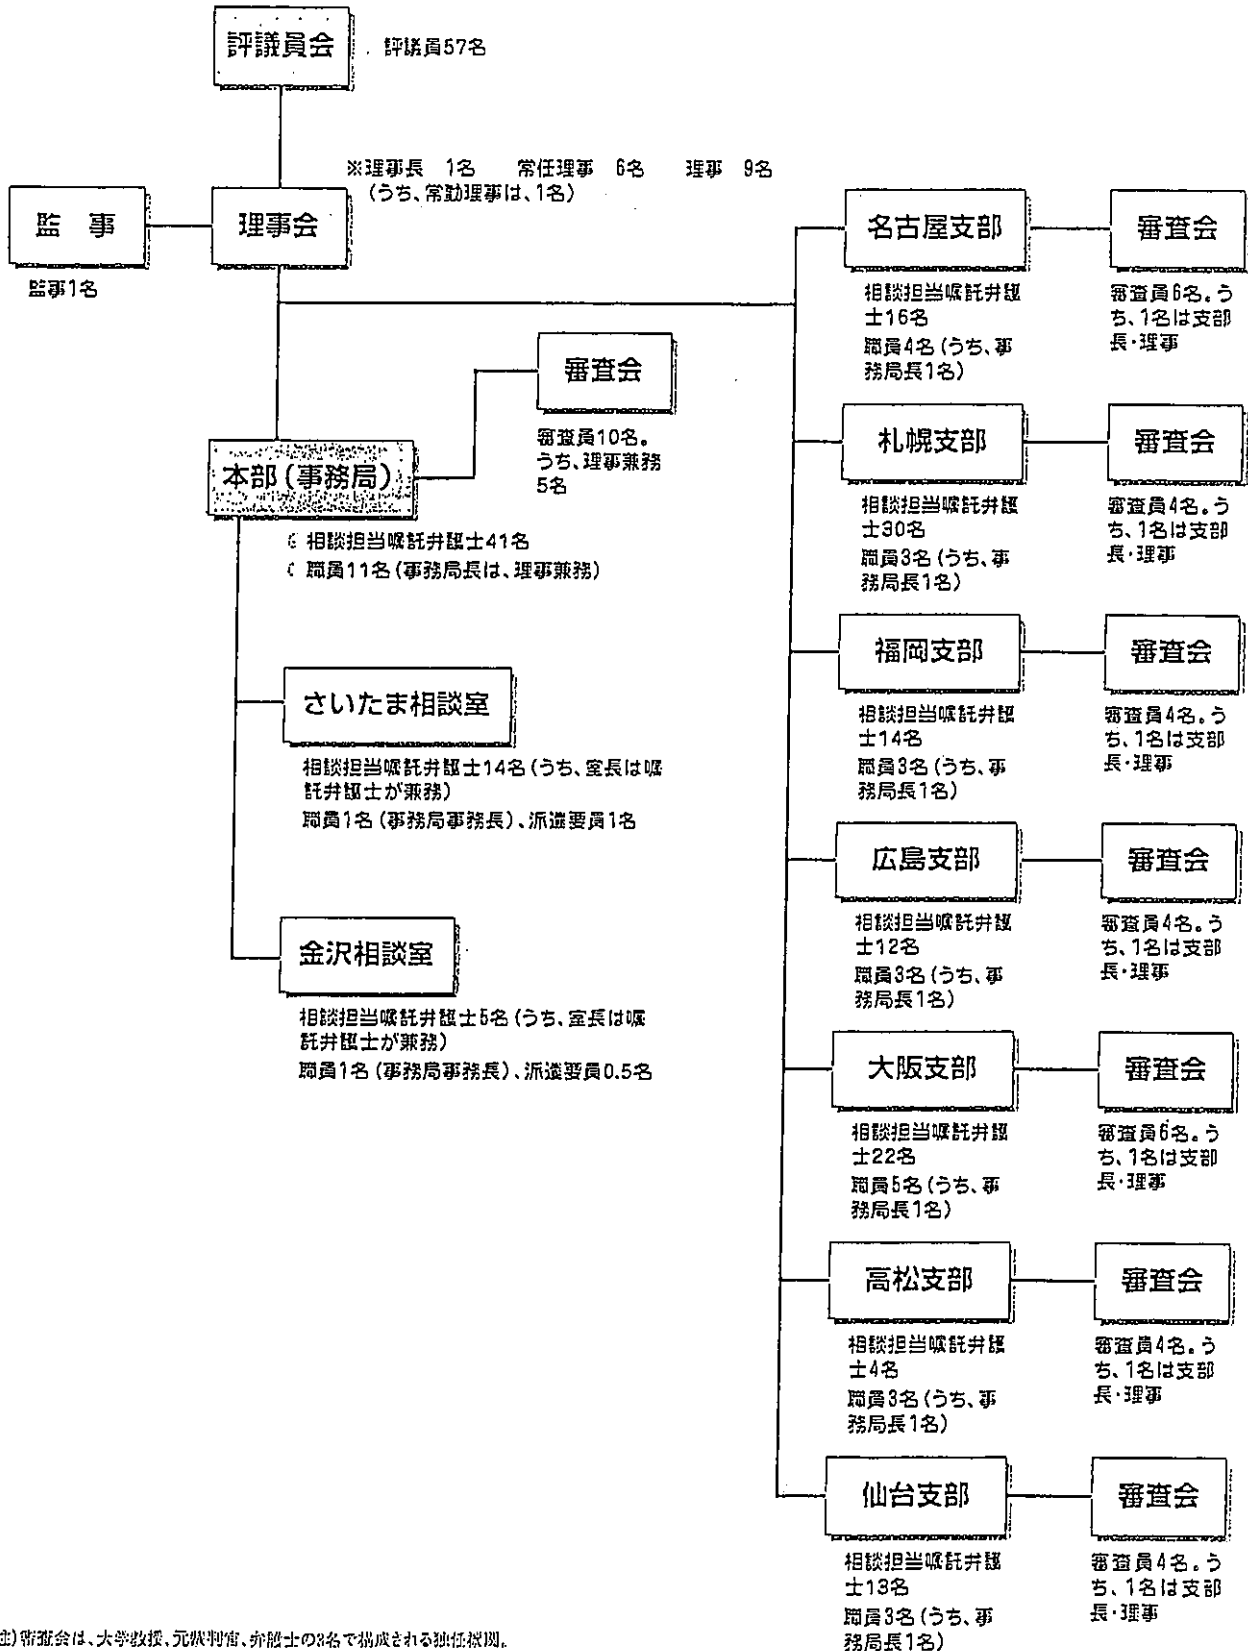 評議員会
評議員57名
※理事長 1名 常任理事 6名 理事 9名
(うち、常勤理事は、1名)
監 事
理事会
監事1名
審査会
審査員10名。
うち、理事兼務
5名
本部(事務局)
相談担当嘱託弁護士41名
職員11名(事務局長は、理事兼務)
さいたま相談室
相談担当嘱託弁護士14名(うち、室長は嘱
託弁護士が兼務)
職員1名(事務局事務長)、派遣要員1名
金沢相談室
相談担当嘱託弁護士5名(うち、室長は嘱
託弁護士が兼務)
職員1名(事務局事務長)、派遣要員0.5名
名古屋支部
相談担当嘱託弁護
士16名
職員4名(うち、事
務局長1名)
審査会
審査員6名。う
ち、1名は支部
長・理事
札幌支部
相談担当嘱託弁護
士30名
職員3名(うち、事
務局長1名)
審査会
審査員4名。う
ち、1名は支部
長・理事
福岡支部
相談担当嘱託弁護
士14名
職員3名(うち、事
務局長1名)
審査会
審査員4名。う
ち、1名は支部
長・理事
広島支部
相談担当嘱託弁護
士12名
職員3名(うち、事
務局長1名)
審査会
審査員4名。う
ち、1名は支部
長・理事
大阪支部
相談担当嘱託弁護
士22名
職員5名(うち、事
務局長1名)
審査会
審査員6名。う
ち、1名は支部
長・理事
高松支部
相談担当嘱託弁護
士4名
職員3名(うち、事
務局長1名)
審査会
審査員4名。う
ち、1名は支部
長・理事
仙台支部
相談担当嘱託弁護
士13名
職員3名(うち、事
務局長1名)
審査会
審査員4名。う
ち、1名は支部
長・理事
注)審査会は、大学教授、元裁判官、弁護士の3名で構成される独任機関。